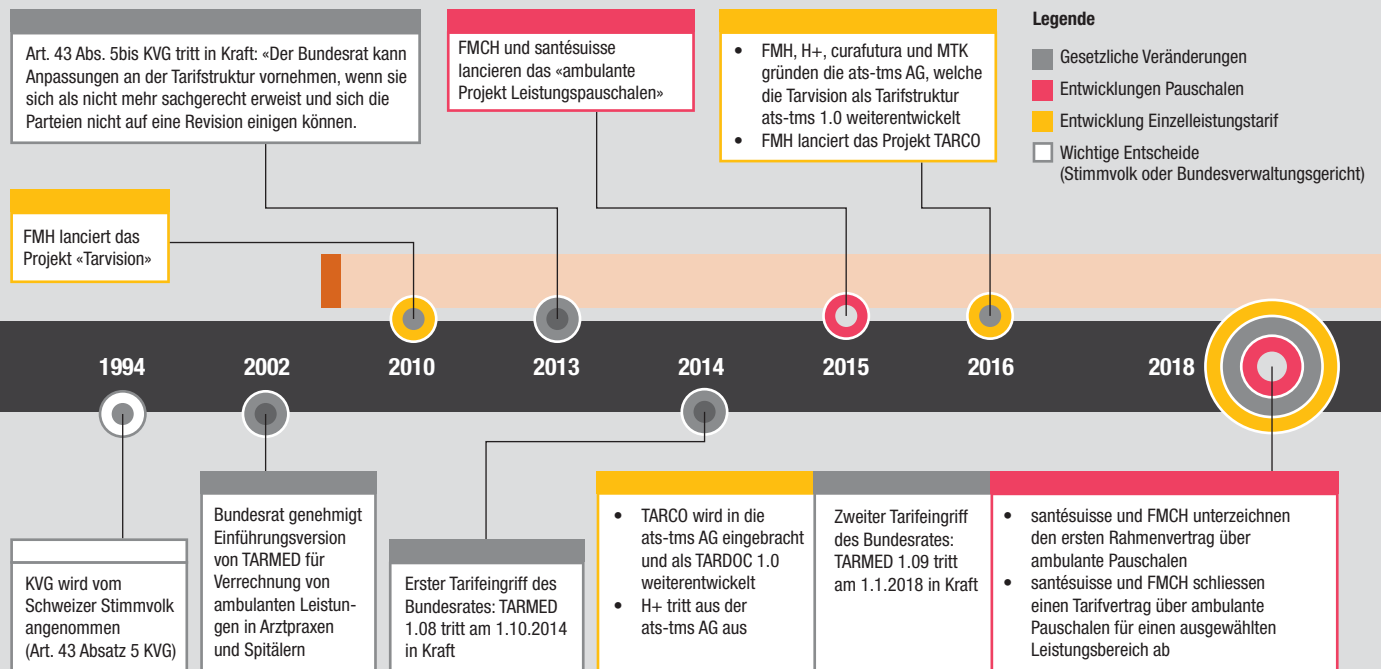 Art. 43 Abs. 5bis KVG tritt in Kraft: «Der Bundesrat kann
Anpassungen an der Tarifstruktur vornehmen, wenn sie
sich als nicht mehr sachgerecht erweist und sich die
Parteien nicht auf eine Revision einigen können.
FMCH und santésuisse
lancieren das «ambulante
Projekt Leistungspauschalen»
• FMH, H+, curafutura und MTK
gründen die ats-tms AG, welche
die Tarvision als Tarifstruktur
ats-tms 1.0 weiterentwickelt
• FMH lanciert das Projekt TARCO
Legende
Gesetzliche Veränderungen
Entwicklungen Pauschalen
Entwicklung Einzelleistungstarif
Wichtige Entscheide
(Stimmvolk oder Bundesverwaltungsgericht)
FMH lanciert das
Projekt «Tarvision»
1994 2002 2010 2013 2014 2015 2016 2018
KVG wird vom
Schweizer Stimmvolk
angenommen
(Art. 43 Absatz 5 KVG)
Bundesrat genehmigt
Einführungsversion
von TARMED für
Verrechnung von
ambulanten Leistun-
gen in Arztpraxen
und Spitälern
Erster Tarifeingriff des
Bundesrates: TARMED
1.08 tritt am 1.10.2014
in Kraft
• TARCO wird in die
ats-tms AG eingebracht
und als TARDOC 1.0
weiterentwickelt
• H+ tritt aus der
ats-tms AG aus
Zweiter Tarifeingriff
des Bundesrates:
TARMED 1.09 tritt
am 1.1.2018 in Kraft
• santésuisse und FMCH unterzeichnen
den ersten Rahmenvertrag über
ambulante Pauschalen
• santésuisse und FMCH schliessen
einen Tarifvertrag über ambulante
Pauschalen für einen ausgewählten
Leistungsbereich ab